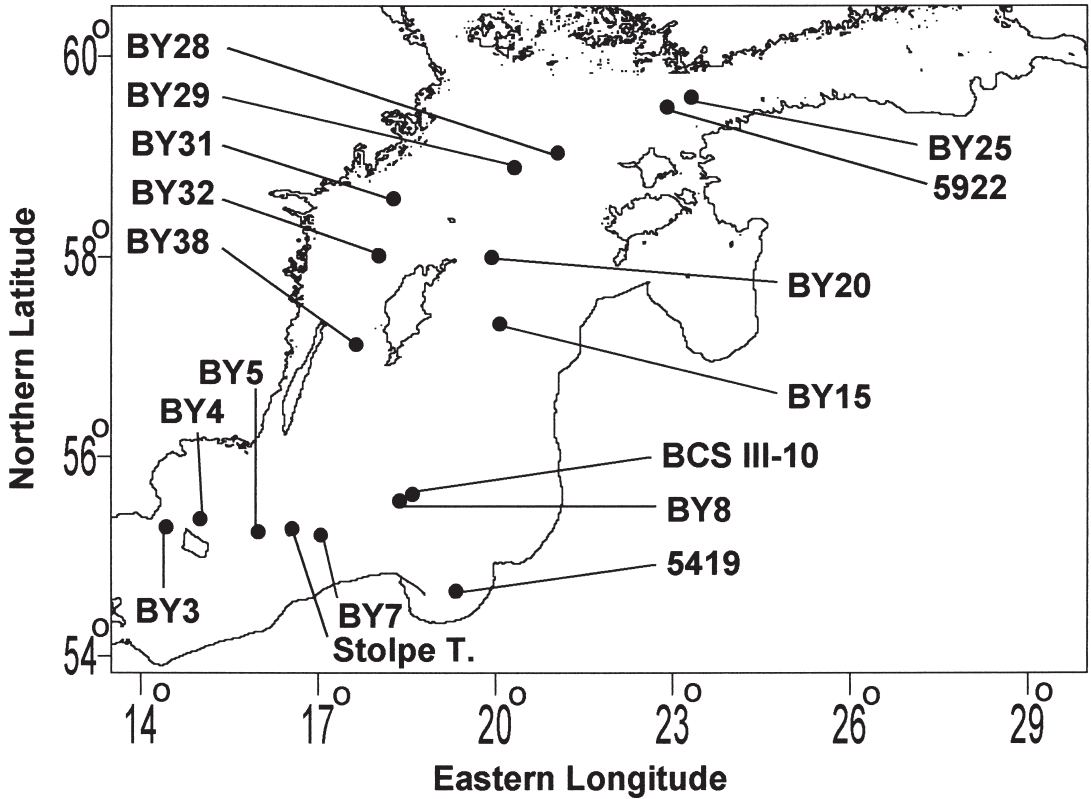 60°
BY28
BY29
BY31
BY32
BY38
BY25
5922
58°
BY20
BY15
BY5
BY4
56°
BCS III-10
BY8
5419
BY3
BY7
Stolpe T.
54°
14° 17° 20° 23° 26° 29°
Northern Latitude
Eastern Longitude